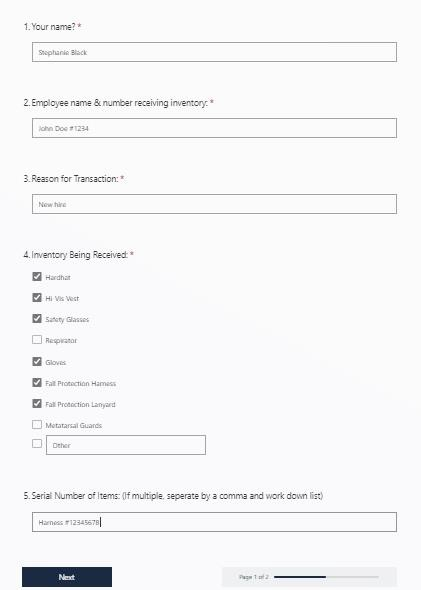 1. Your name? *
Stephanie Black
2. Employee name & number receiving inventory: *
John Doe #1234
3. Reason for Transaction: *
New hire
4. Inventory Being Received: *
Hardhat
Hi Vis Vest
Safety Glasses
Respirator
Gloves
Fall Protection Harness
Fall Protection Lanyard
Metatarsal Guards
Other
5. Serial Number of Items: (If multiple, seperate by a comma and work down list)
Harness #12345678
Next
Page 1 of 2